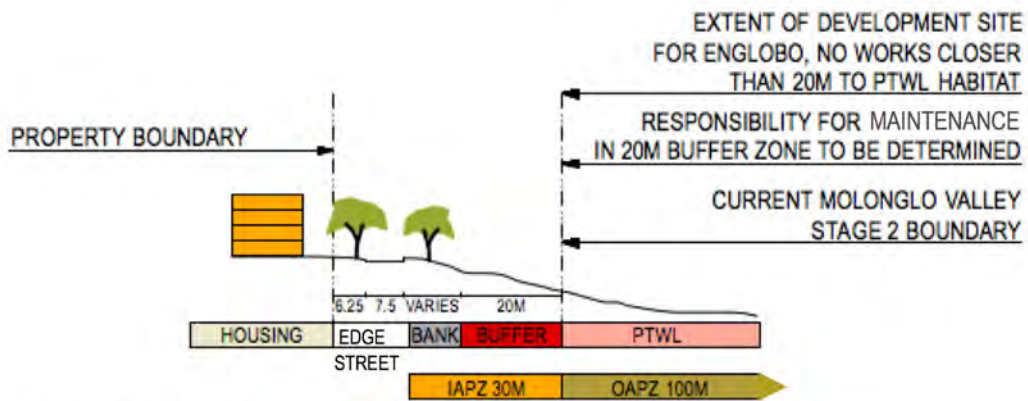 EXTENT OF DEVELOPMENT SITE
FOR ENGLOBO, NO WORKS CLOSER
THAN 20M TO PTWL HABITAT
PROPERTY BOUNDARY
RESPONSIBILITY FOR MAINTENANCE
IN 20M BUFFER ZONE TO BE DETERMINED
CURRENT MOLONGLO VALLEY
STAGE 2 BOUNDARY
6.25 7.5 VARIES 20M
HOUSING EDGE BANK BUFFER PTWL
STREET
IAPZ 30M OAPZ 100M